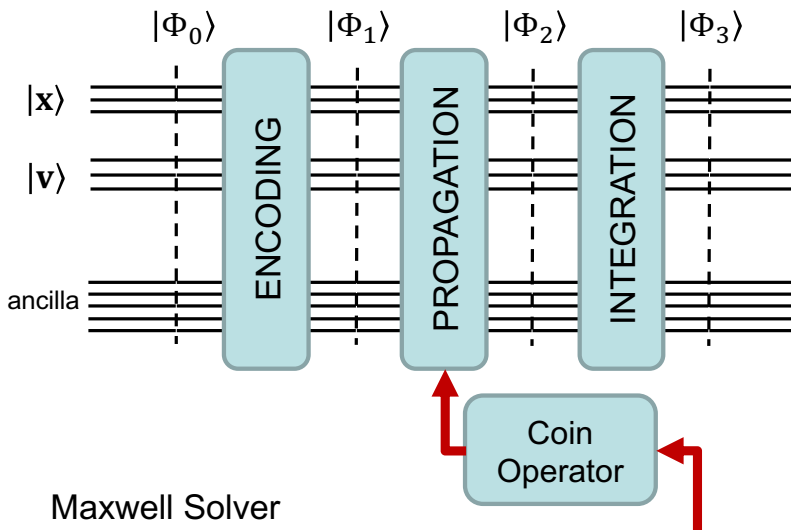 |Φ₀⟩ |Φ₁⟩ |Φ₂⟩ |Φ₃⟩
|x⟩
|v⟩
ancilla
ENCODING
PROPAGATION
INTEGRATION
Coin
Operator
Maxwell Solver